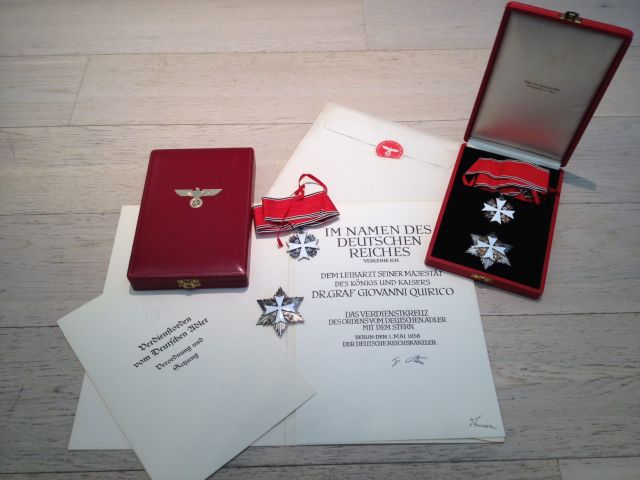 Verdienstorden
vom Deutschen Adler
Verordnung und
Satzung
IM NAMEN DES
DEUTSCHEN
REICHES
VERLEIHE ICH
DEM LEIBARZT SEINER MAJESTÄT
DES KÖNIGS UND KAISERS
DR. GRAF GIOVANNI QUIRICO
DAS VERDIENSTKREUZ
DES ORDENS VOM DEUTSCHEN ADLER
MIT DEM STERN
BERLIN·DEN 1. MAI 1938
DER DEUTSCHE REICHSKANZLER